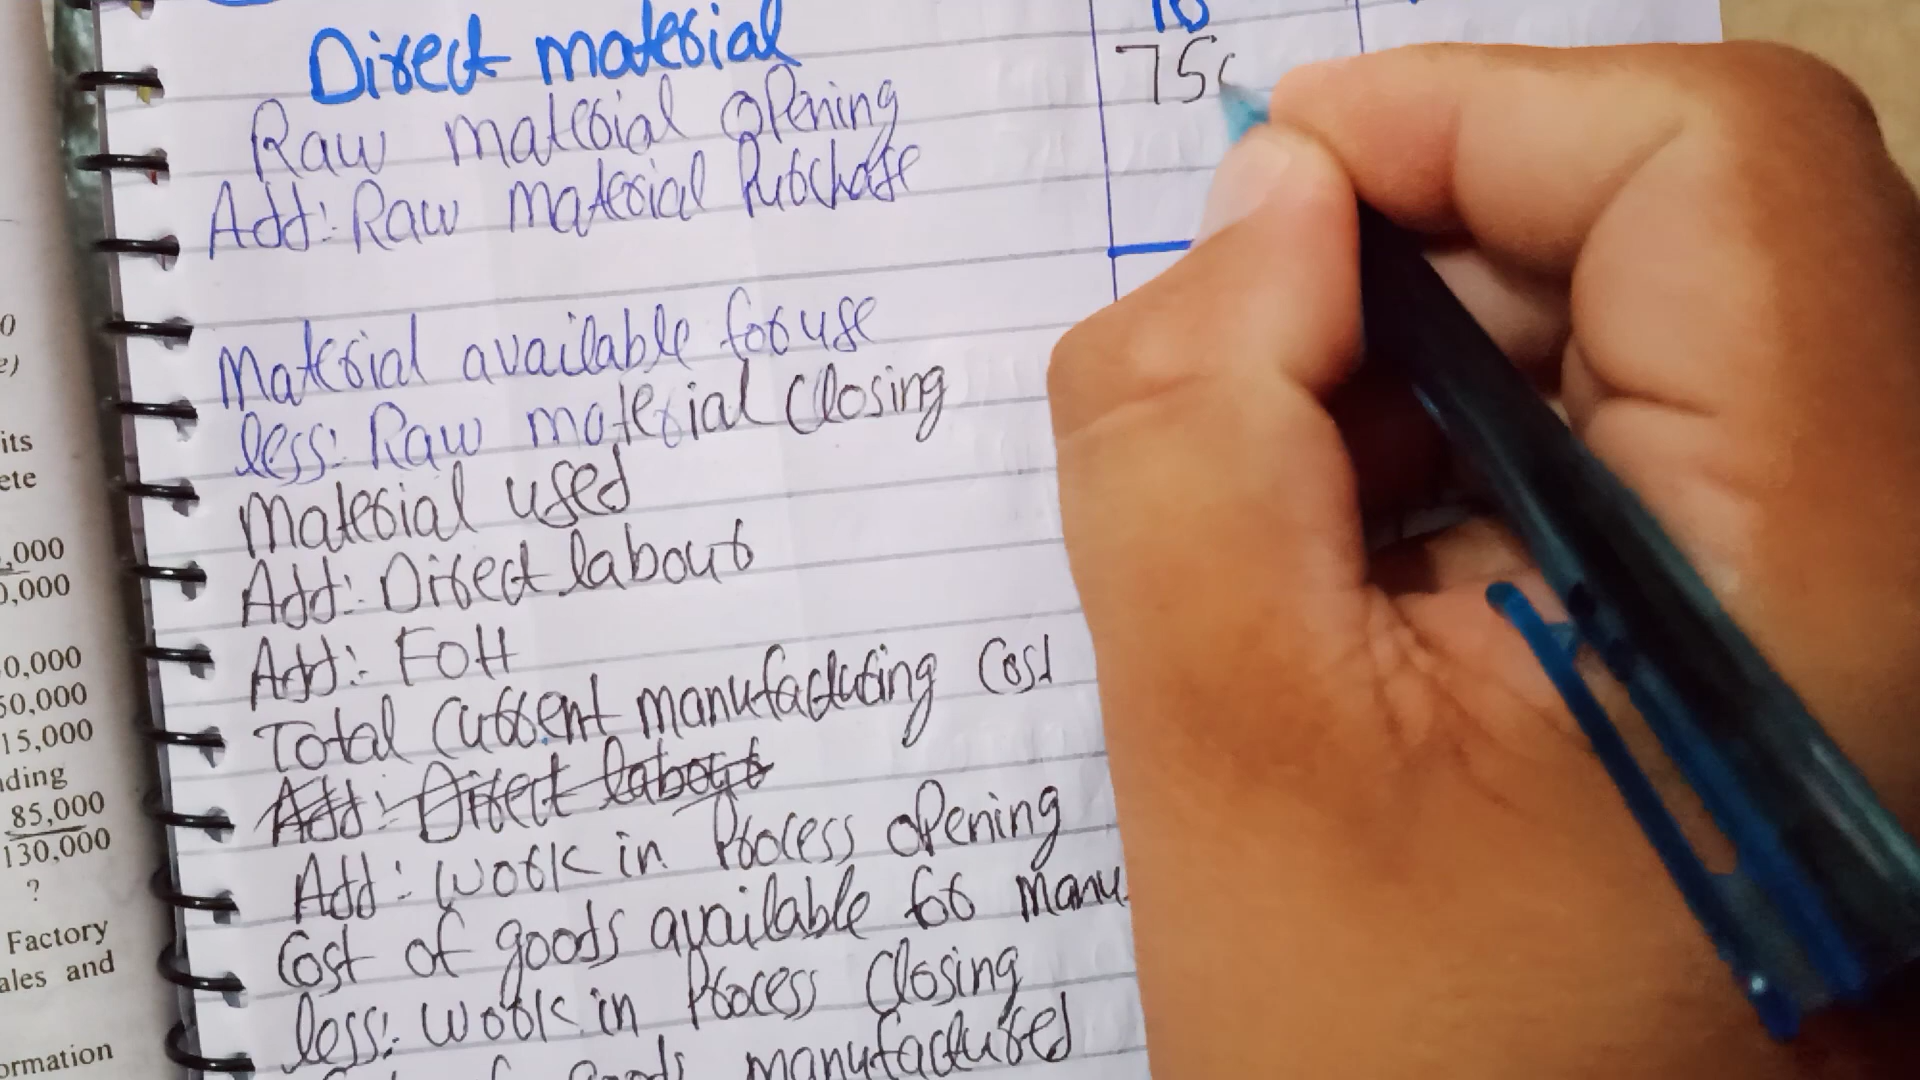 Direct material
10
Raw material opening
75
Add: Raw material Purchase
Material available for use
less: Raw material Closing
Material used
Add: Direct labour
Add: FOH
Total Current manufacturing Cost
Add: Direct labour
Add: Work in Process opening
Cost of goods available for manu.
less: Work in Process Closing
goods manufactured
its
ete
,000
0,000
0,000
50,000
15,000
ding
85,000
130,000
?
Factory
ales and
ormation